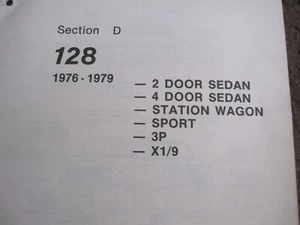 Section D
128
1976-1979
— 2 DOOR SEDAN
— 4 DOOR SEDAN
— STATION WAGON
— SPORT
— 3P
— X1/9